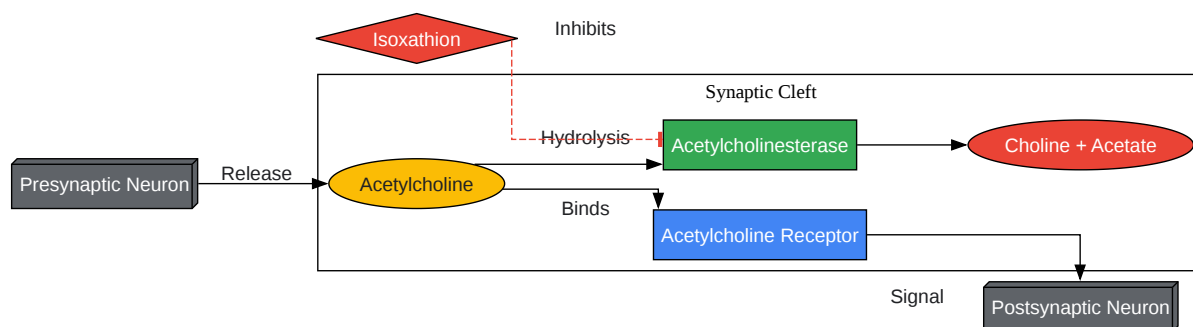 Isoxathion
Inhibits
Synaptic Cleft
Hydrolysis
Acetylcholinesterase
Choline + Acetate
Presynaptic Neuron
Release
Acetylcholine
Binds
Acetylcholine Receptor
Signal
Postsynaptic Neuron